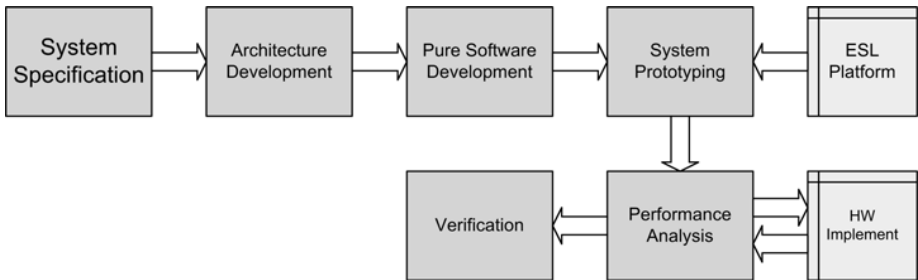 System
Specification
Architecture
Development
Pure Software
Development
System
Prototyping
ESL
Platform
Verification
Performance
Analysis
HW
Implement